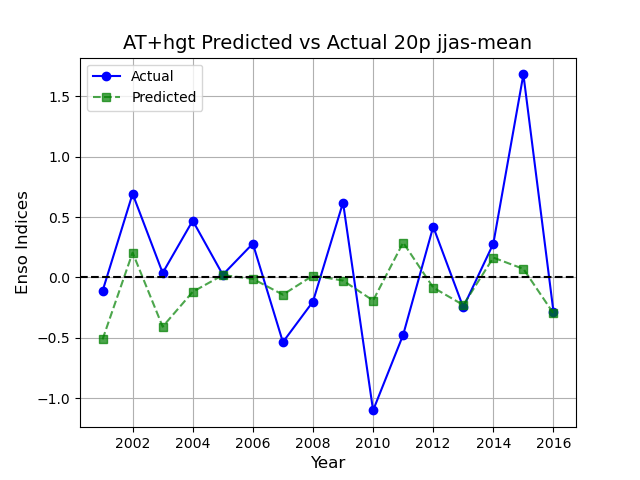 AT+hgt Predicted vs Actual 20p jjas-mean
Actual
Predicted
Enso Indices
1.5
1.0
0.5
0.0
−0.5
−1.0
2002 2004 2006 2008 2010 2012 2014 2016
Year